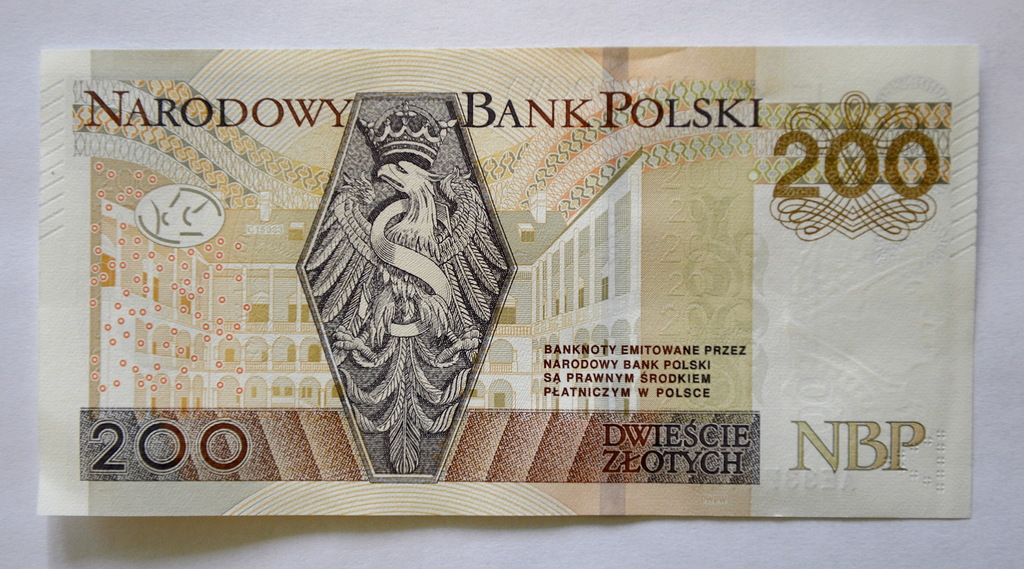 NARODOWY BANK POLSKI
200
BANKNOTY EMITOWANE PRZEZ
NARODOWY BANK POLSKI
SĄ PRAWNYM ŚRODKIEM
PŁATNICZYM W POLSCE
200
DWIEŚCIE
ZŁOTYCH
NBP